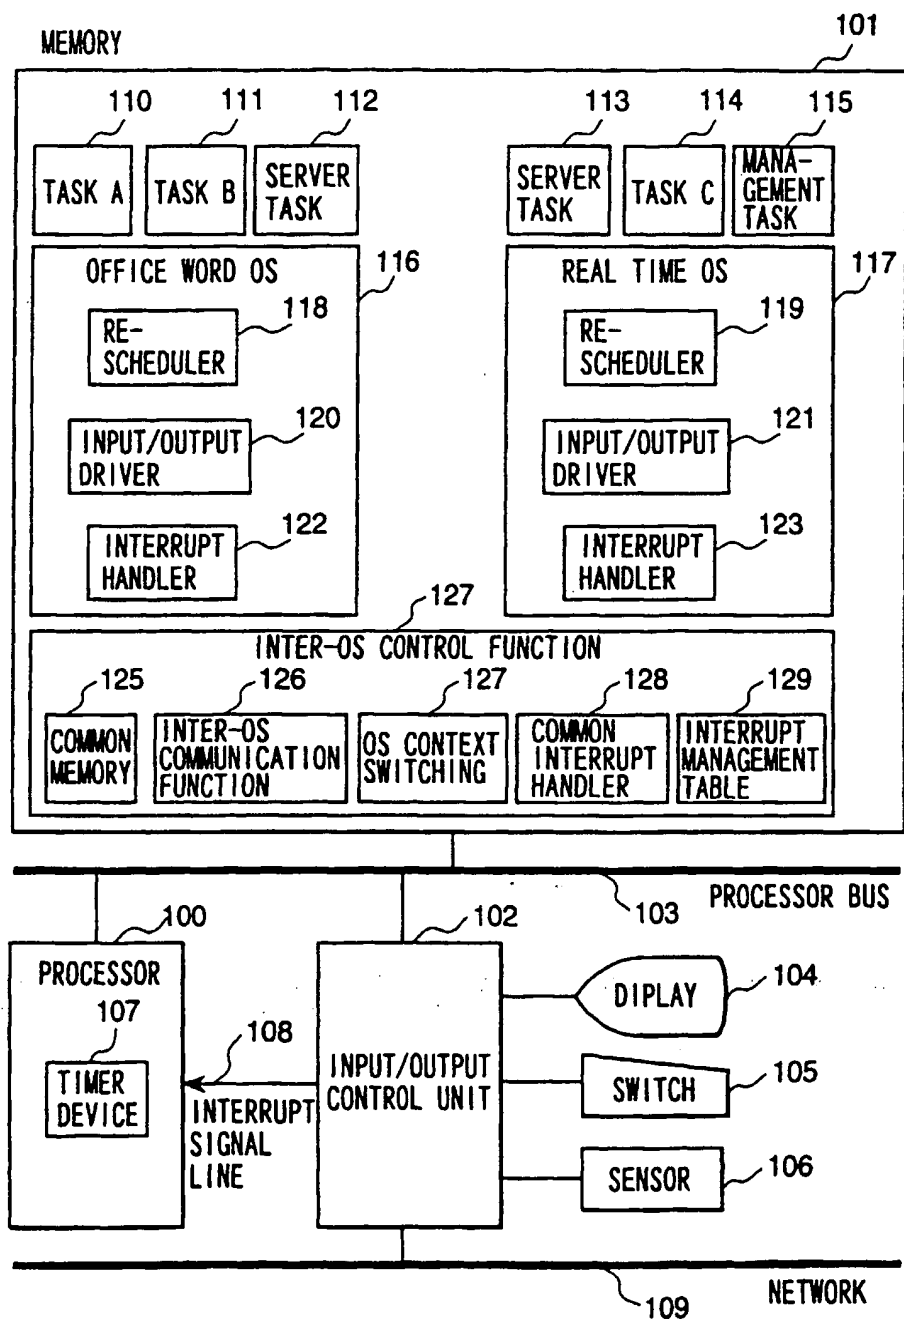 MEMORY
101
110
111
112
113
114
115
TASK A
TASK B
SERVER
TASK
SERVER
TASK
TASK C
MANA-
GEMENT
TASK
OFFICE WORD OS
116
REAL TIME OS
117
118
RE-
SCHEDULER
119
RE-
SCHEDULER
120
INPUT/OUTPUT
DRIVER
121
INPUT/OUTPUT
DRIVER
122
INTERRUPT
HANDLER
123
INTERRUPT
HANDLER
127
INTER-OS CONTROL FUNCTION
125
126
127
128
129
COMMON
MEMORY
INTER-OS
COMMUNICATION
FUNCTION
OS CONTEXT
SWITCHING
COMMON
INTERRUPT
HANDLER
INTERRUPT
MANAGEMENT
TABLE
103
PROCESSOR BUS
100
102
PROCESSOR
107
TIMER
DEVICE
108
INTERRUPT
SIGNAL
LINE
INPUT/OUTPUT
CONTROL UNIT
DIPLAY
104
SWITCH
105
SENSOR
106
109
NETWORK